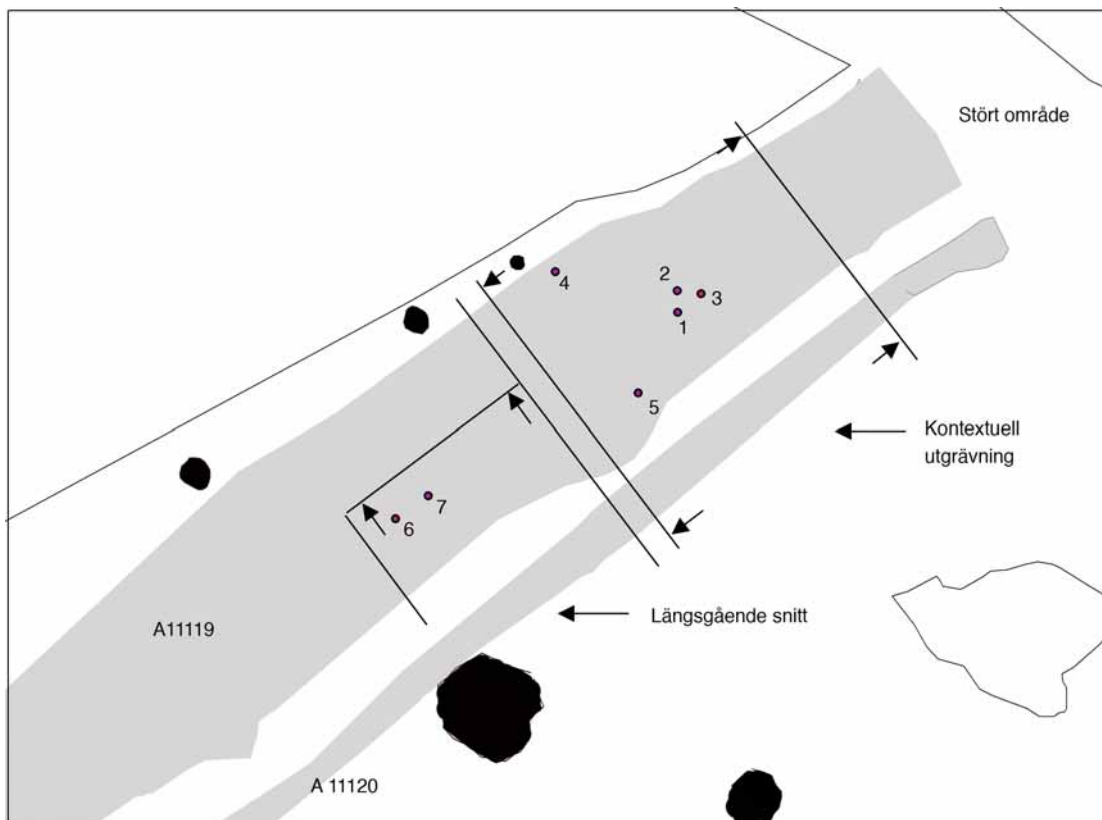 Stört område
4
2
3
1
5
Kontextuell
utgrävning
7
6
Längsgående snitt
A11119
A 11120